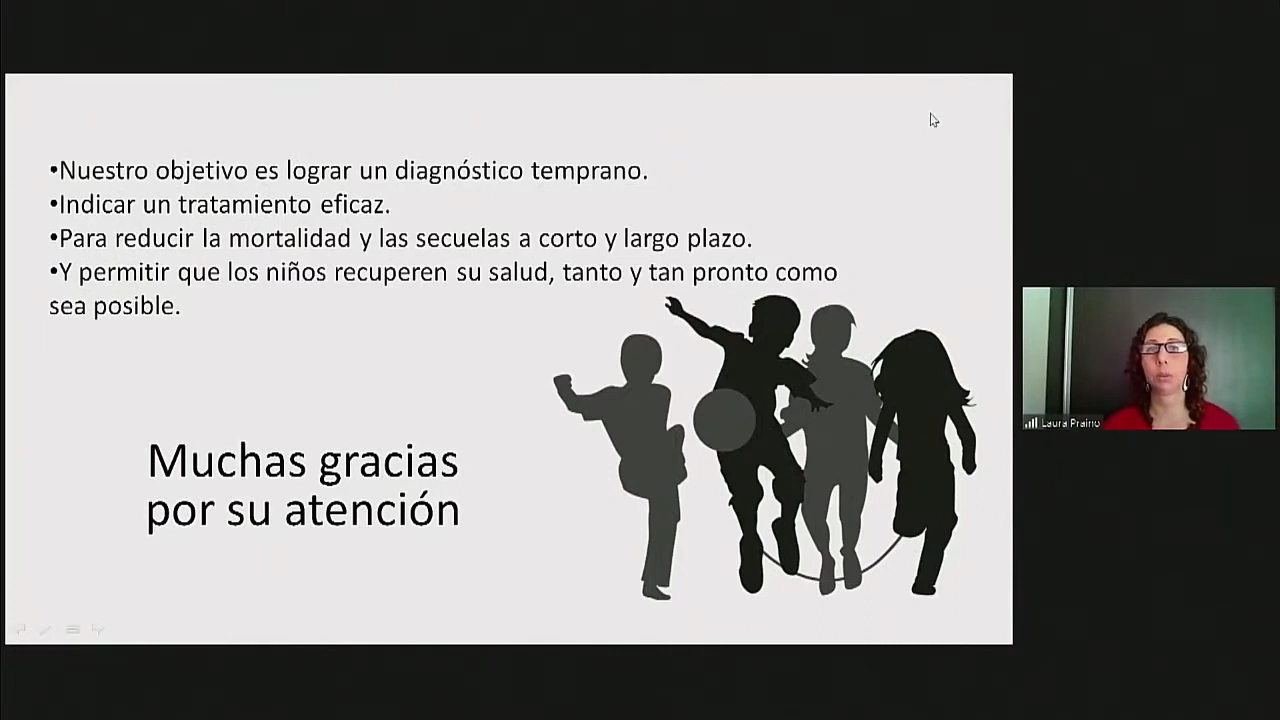 •Nuestro objetivo es lograr un diagnóstico temprano.
•Indicar un tratamiento eficaz.
•Para reducir la mortalidad y las secuelas a corto y largo plazo.
•Y permitir que los niños recuperen su salud, tanto y tan pronto como
sea posible.
Muchas gracias
por su atención
Laura Praino